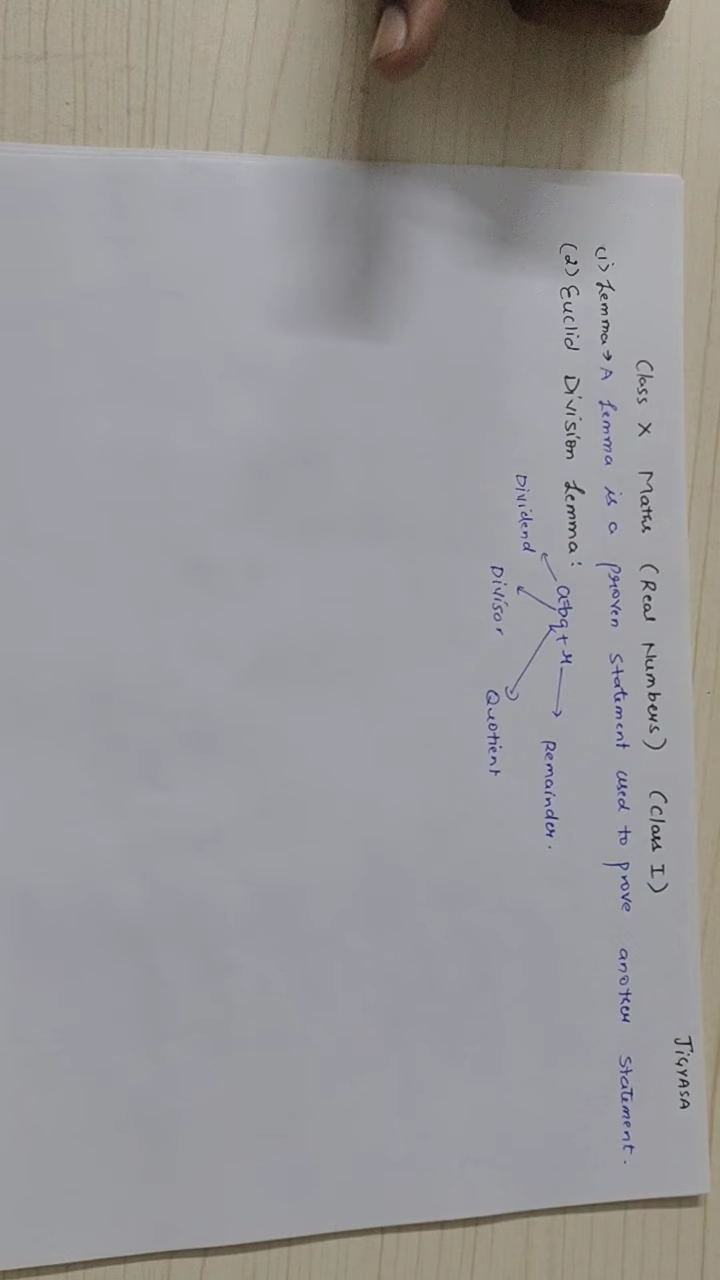 JIGYASA
Class X Maths (Real Numbers) (Class I)
(1) Lemma → A Lemma is a proven statement used to prove another statement.
(2) Euclid Division Lemma: a=bq+r
Dividend
Divisor
Quotient
Remainder.